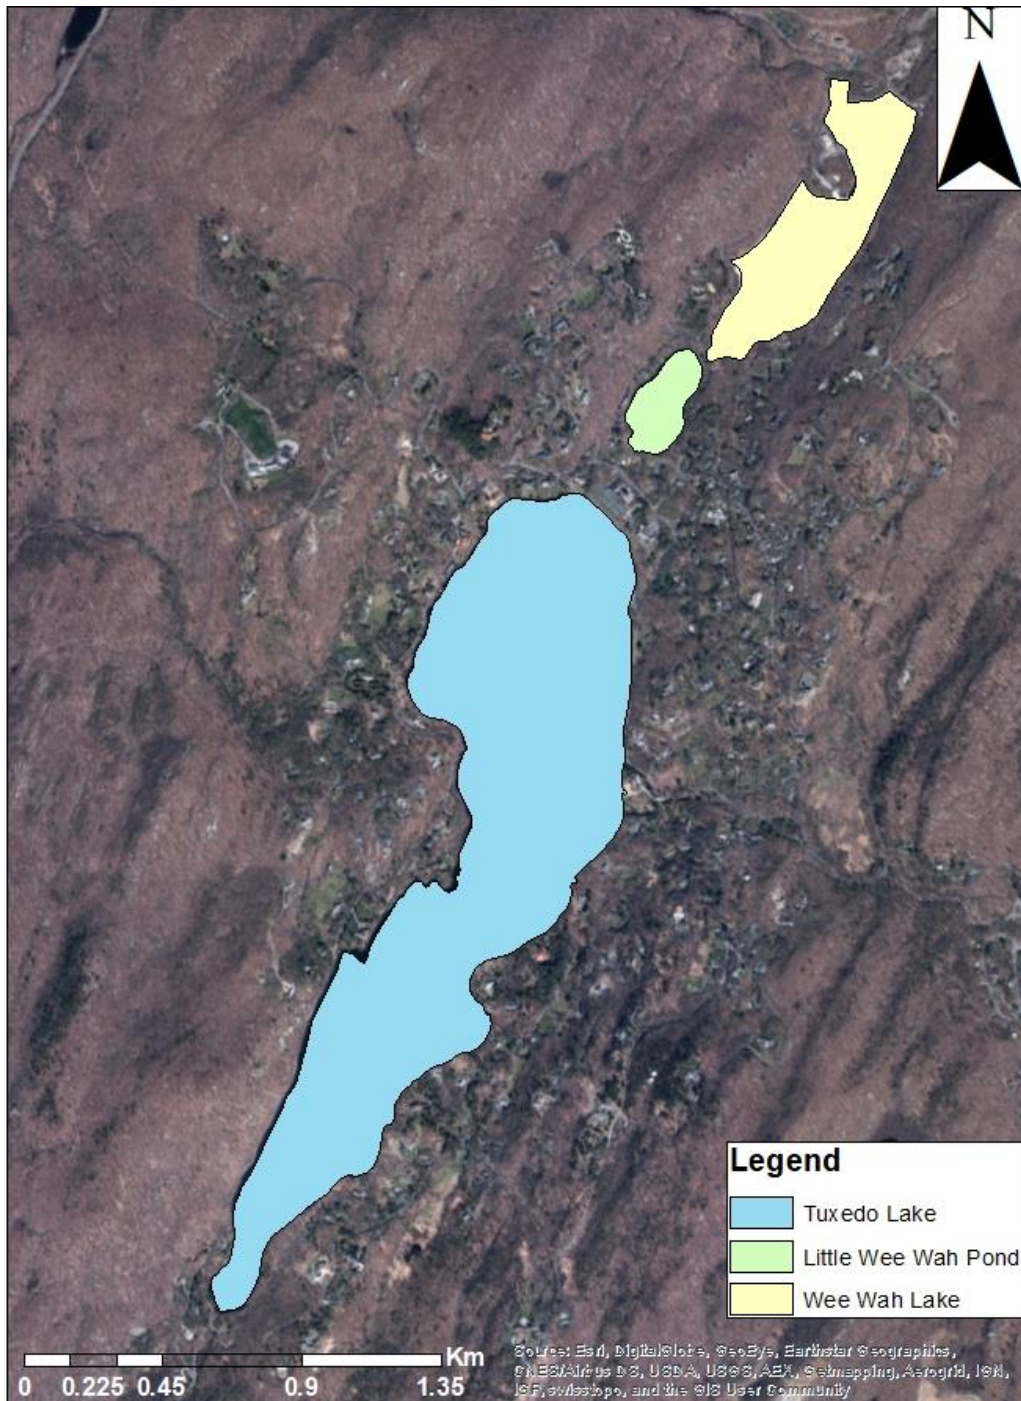 N
Legend
Tuxedo Lake
Little Wee Wah Pond
Wee Wah Lake
Km
0 0.225 0.45 0.9 1.35
Source: Esri, DigitalGlobe, GeoEye, Earthstar Geographics,
CNES/Airbus DS, USDA, USGS, AEX, Getmapping, Aerogrid, IGN,
IGP, swisstopo, and the GIS User Community